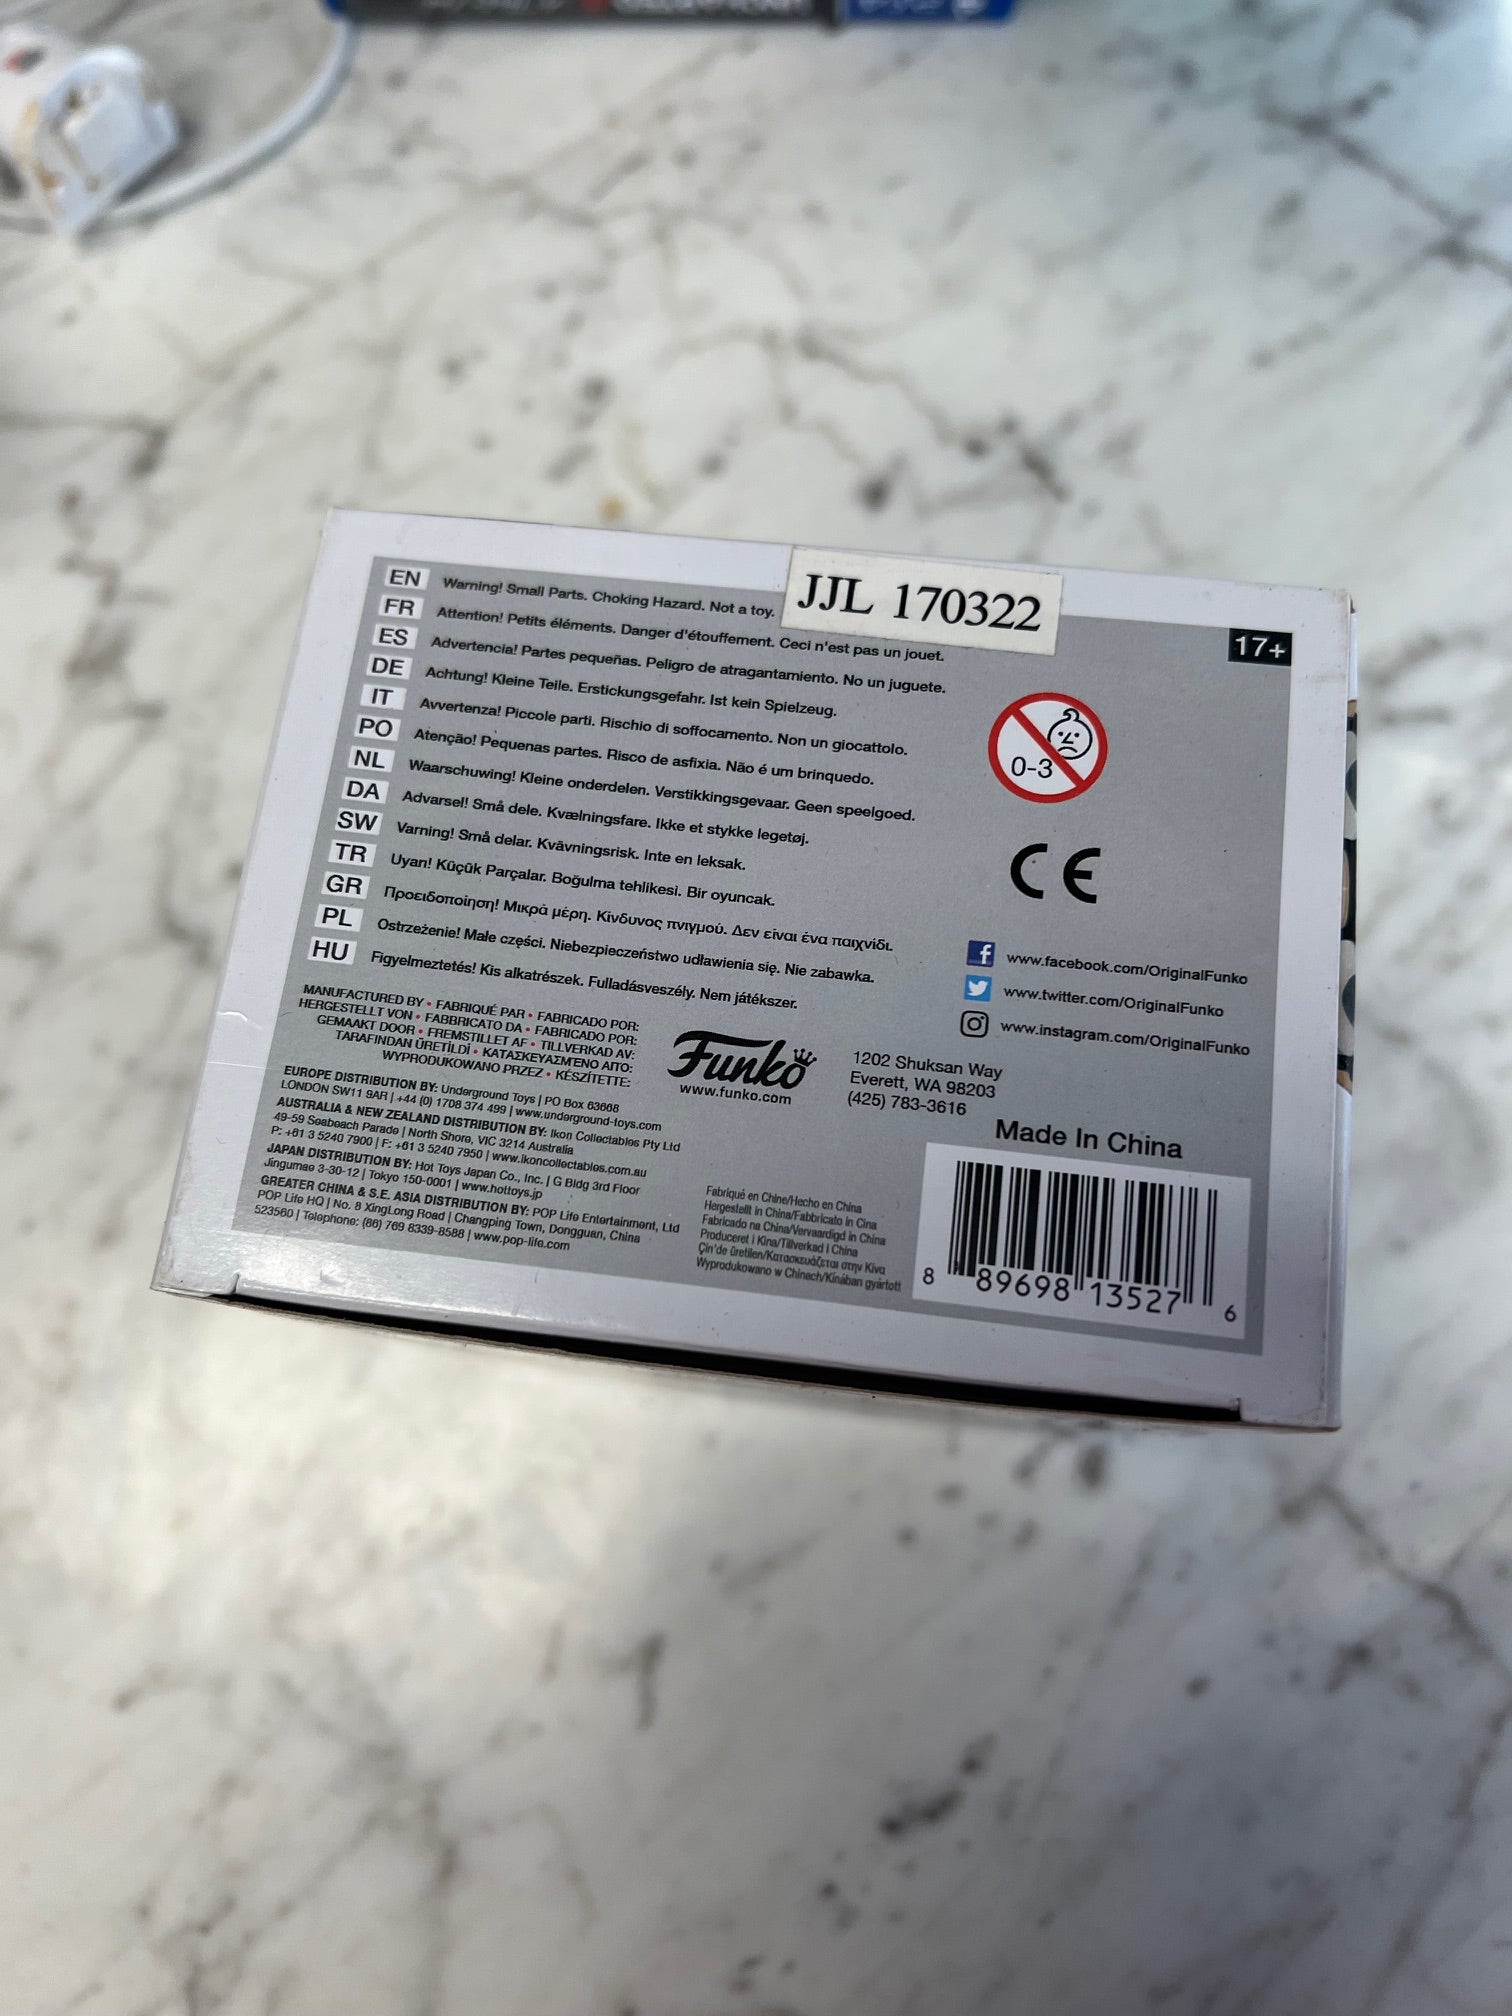 JJL 170322
17+
EN Warning! Small Parts. Choking Hazard. Not a toy.
FR Attention! Petits éléments. Danger d'étouffement. Ceci n'est pas un jouet.
ES Advertencia! Partes pequeñas. Peligro de atragantamiento. No un juguete.
DE Achtung! Kleine Teile. Erstickungsgefahr. Ist kein Spielzeug.
IT Avvertenza! Piccole parti. Rischio di soffocamento. Non un giocattolo.
PO Atenção! Pequenas partes. Risco de asfixia. Não é um brinquedo.
NL Waarschuwing! Kleine onderdelen. Verstikkingsgevaar. Geen speelgoed.
DA Advarsel! Små dele. Kvælningsfare. Ikke et stykke legetøj.
SW Varning! Små delar. Kvävningsrisk. Inte en leksak.
TR Uyan! Küçük Parçalar. Boğulma tehlikesi. Bir oyuncak.
GR Προειδοποίηση! Μικρά μέρη. Κίνδυνος πνιγμού. Δεν είναι ένα παιχνίδι.
PL Ostrzeżenie! Małe części. Niebezpieczeństwo udławienia się. Nie zabawka.
HU Figyelmeztetés! Kis alkatrészek. Fulladásveszély. Nem játékszer.
0-3
CE
www.facebook.com/OriginalFunko
www.twitter.com/OriginalFunko
www.instagram.com/OriginalFunko
MANUFACTURED BY • FABRIQUÉ PAR • FABRICADO POR:
HERGESTELLT VON • FABBRICATO DA • FABRICADO POR:
GEMAAKT DOOR • FREMSTILLET AF • TILLVERKAD AV:
TARAFINDAN ÜRETİLDİ • ΚΑΤΑΣΚΕΥΑΣΜΈΝΟ ΑΠΌ:
WYPRODUKOWANO PRZEZ • KÉSZÍTETTE:
Funko
www.funko.com
1202 Shuksan Way
Everett, WA 98203
(425) 783-3616
EUROPE DISTRIBUTION BY: Underground Toys | PO Box 63668
LONDON SW11 9AR | +44 (0) 1708 374 499 | www.underground-toys.com
AUSTRALIA & NEW ZEALAND DISTRIBUTION BY: Ikon Collectables Pty Ltd
49-59 Seabeach Parade | North Shore, VIC 3214 Australia
P: +61 3 5240 7900 | F: +61 3 5240 7950 | www.ikoncollectables.com.au
JAPAN DISTRIBUTION BY: Hot Toys Japan Co., Inc. | G Bldg 3rd Floor
Jingumae 3-30-12 | Tokyo 150-0001 | www.hottoys.jp
GREATER CHINA & S.E. ASIA DISTRIBUTION BY: POP Life Entertainment, Ltd
POP Life HQ | No. 8 XingLong Road | Changping Town, Dongguan, China
523560 | Telephone: (86) 769 8339-8588 | www.pop-life.com
Fabriqué en Chine/Hecho en China
Hergestellt in China/Fabbricato in Cina
Fabricado na China/Vervaardigd in China
Produceret i Kina/Tillverkad i China
Çin'de üretilen/Κατασκευάζεται στην Κίνα
Wyprodukowano w Chinach/Kínában gyártott
Made In China
8 89698 13527 6